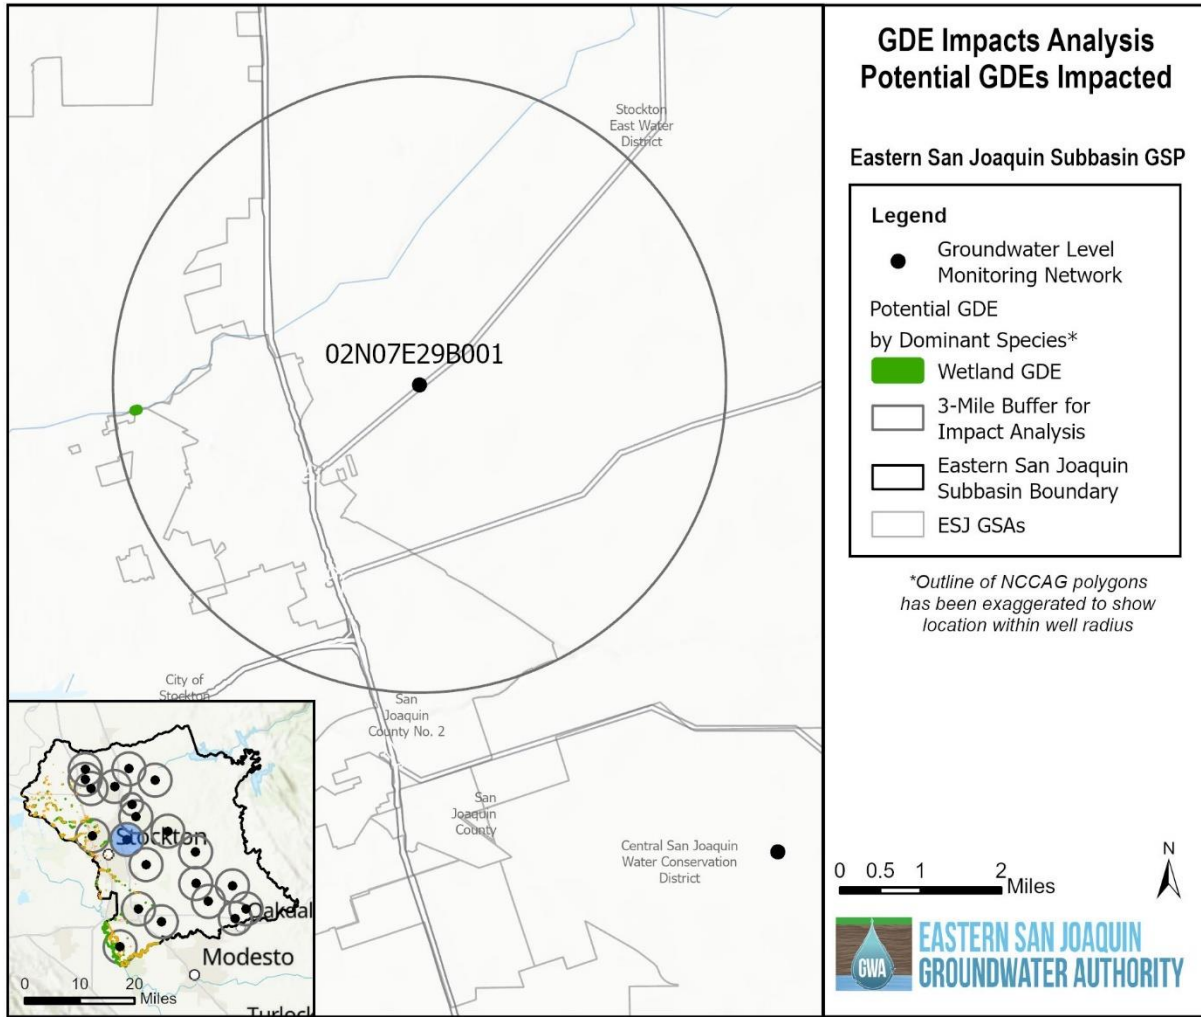 GDE Impacts Analysis
Potential GDEs Impacted
Eastern San Joaquin Subbasin GSP
Legend
Groundwater Level
Monitoring Network
Potential GDE
by Dominant Species*
Wetland GDE
3-Mile Buffer for
Impact Analysis
Eastern San Joaquin
Subbasin Boundary
ESJ GSAs
*Outline of NCCAG polygons
has been exaggerated to show
location within well radius
Stockton
East Water
District
02N07E29B001
City of
Stockton
San
Joaquin
County No. 2
San
Joaquin
County
Central San Joaquin
Water Conservation
District
Stockton
Modesto
0 10 20
Miles
N
0 0.5 1 2
Miles
GWA
EASTERN SAN JOAQUIN
GROUNDWATER AUTHORITY